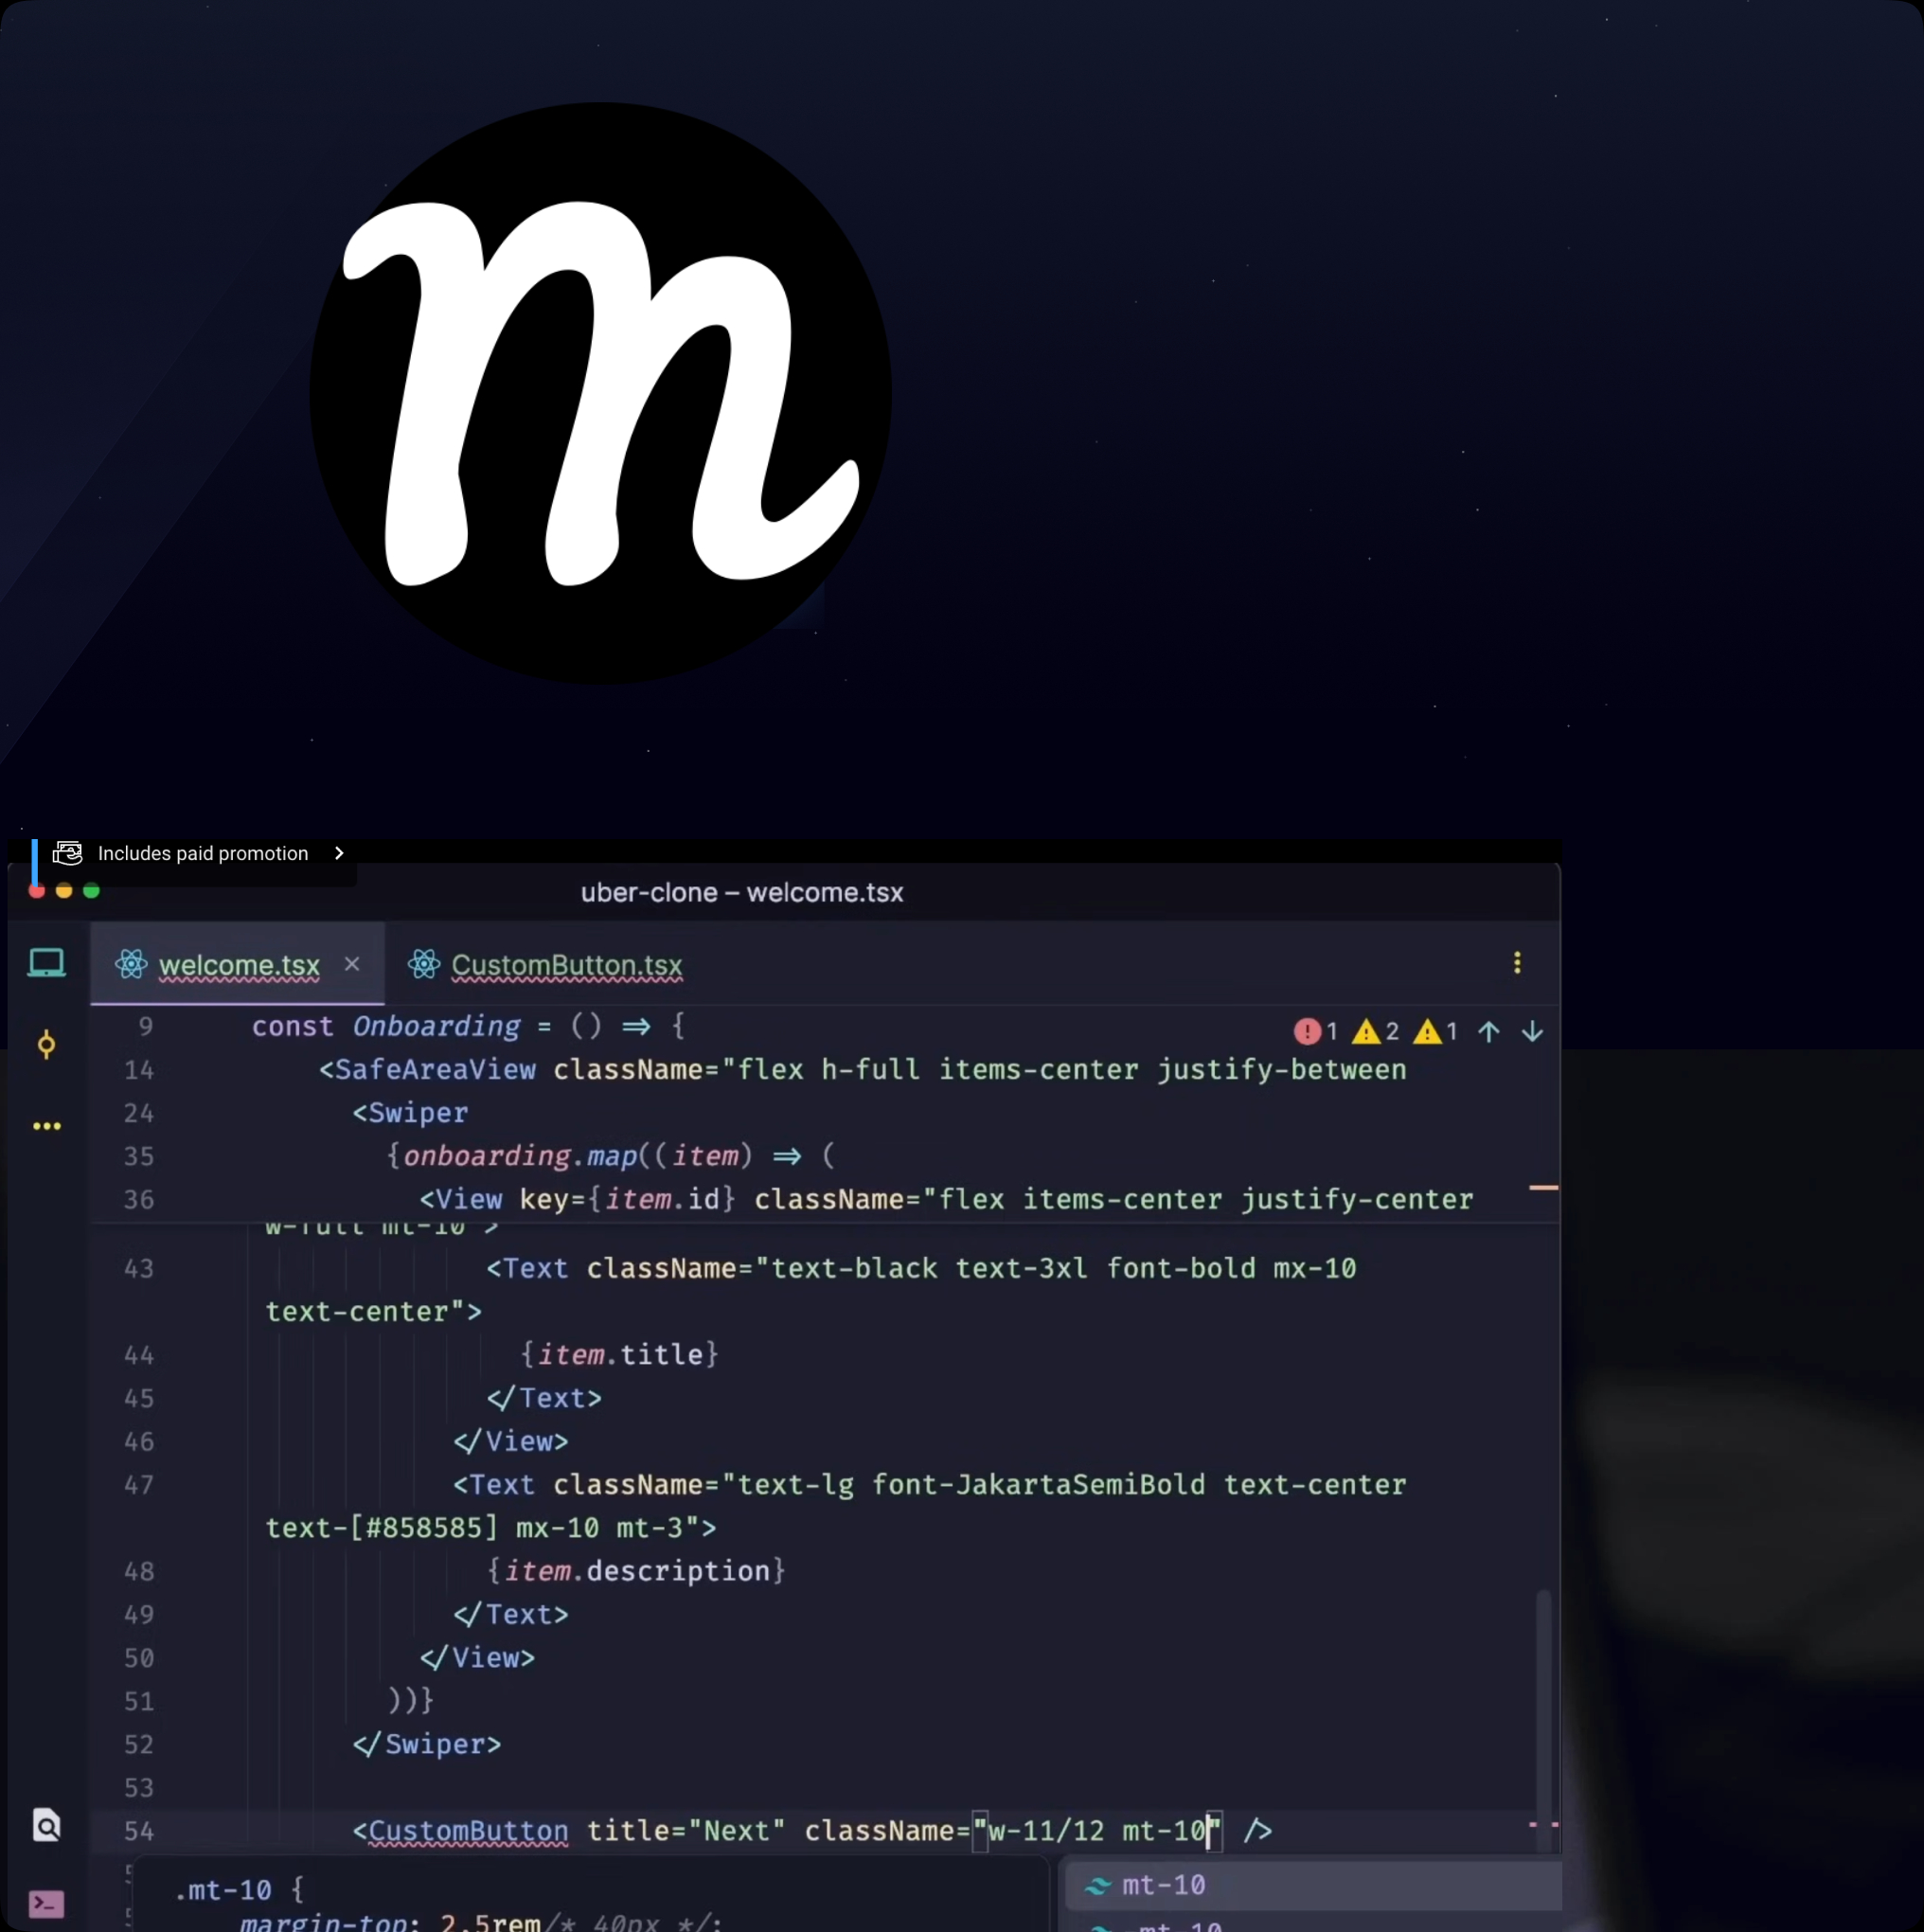 m
Includes paid promotion
uber-clone – welcome.tsx
welcome.tsx
CustomButton.tsx
9 const Onboarding = () => {
1 2 1
14 <SafeAreaView className="flex h-full items-center justify-between
24 <Swiper
35 {onboarding.map((item) => (
36 <View key={item.id} className="flex items-center justify-center
w-full mt-10">
43 <Text className="text-black text-3xl font-bold mx-10
text-center">
44 {item.title}
45 </Text>
46 </View>
47 <Text className="text-lg font-JakartaSemiBold text-center
text-[#858585] mx-10 mt-3">
48 {item.description}
49 </Text>
50 </View>
51 ))}
52 </Swiper>
53
54 <CustomButton title="Next" className="w-11/12 mt-10" />
.mt-10 {
margin-top: 2.5rem/* 40px */;
mt-10
-mt-10